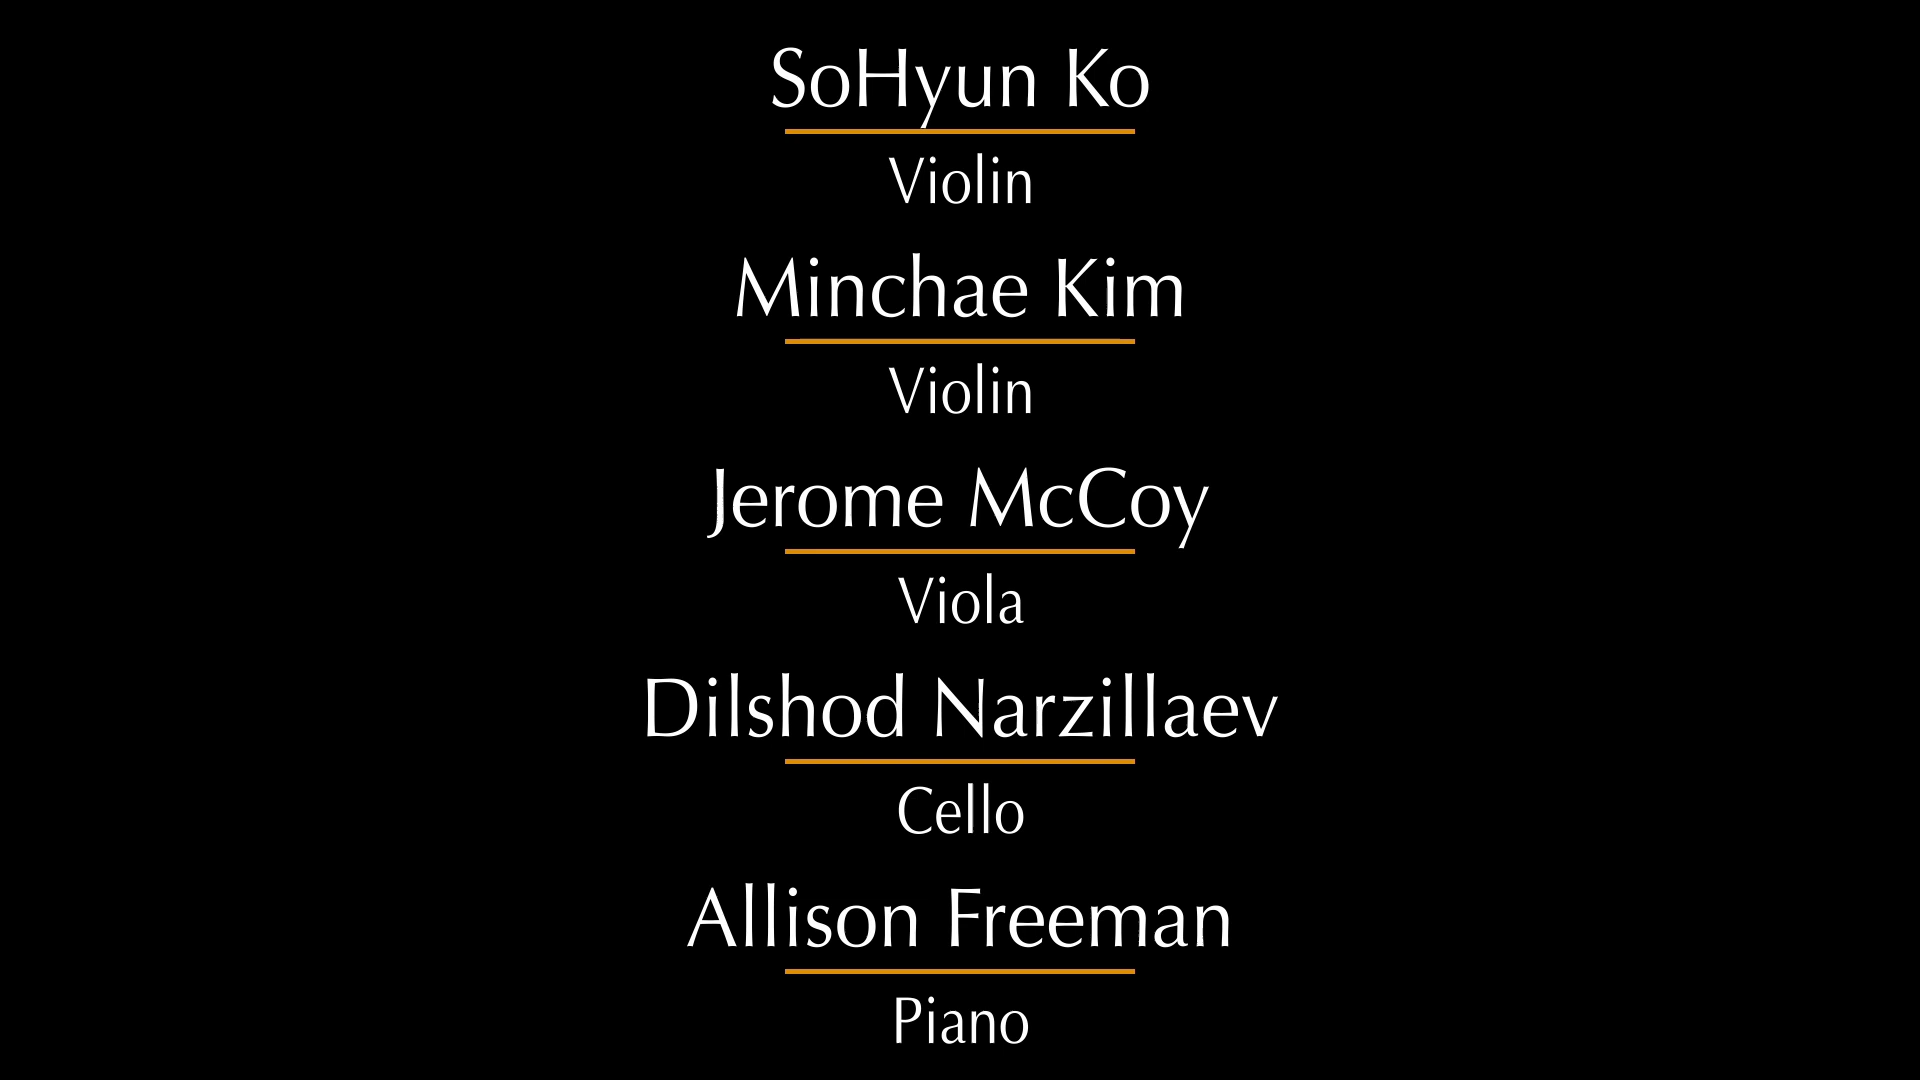 SoHyun Ko
Violin
Minchae Kim
Violin
Jerome McCoy
Viola
Dilshod Narzillaev
Cello
Allison Freeman
Piano